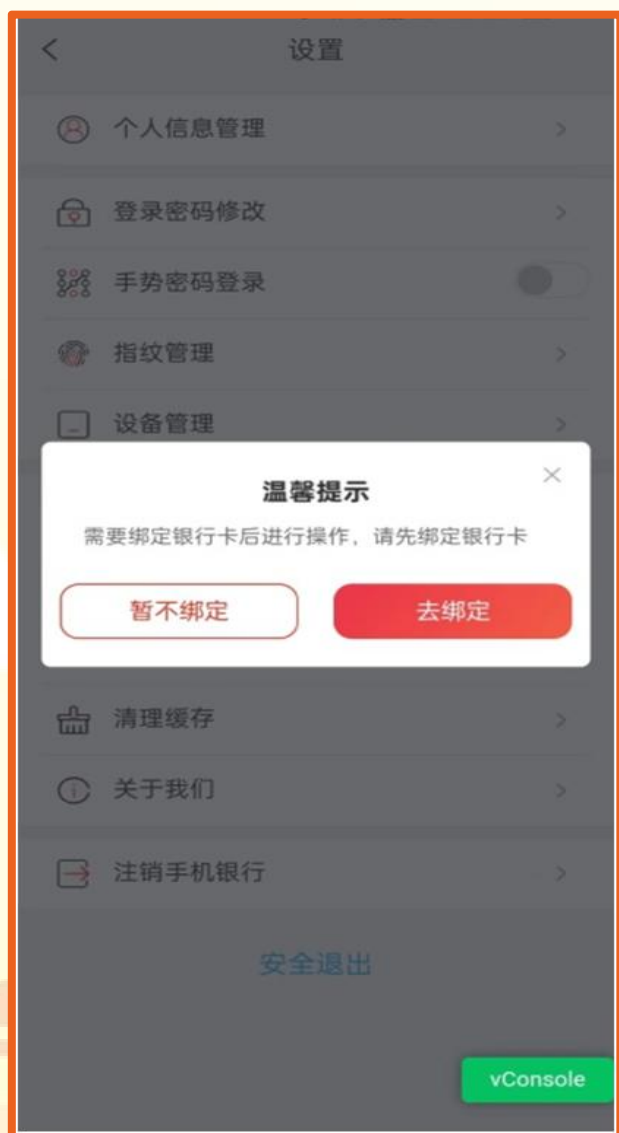 设置
个人信息管理
登录密码修改
手势密码登录
指纹管理
设备管理
温馨提示
需要绑定银行卡后进行操作，请先绑定银行卡
暂不绑定
去绑定
清理缓存
关于我们
注销手机银行
安全退出
vConsole